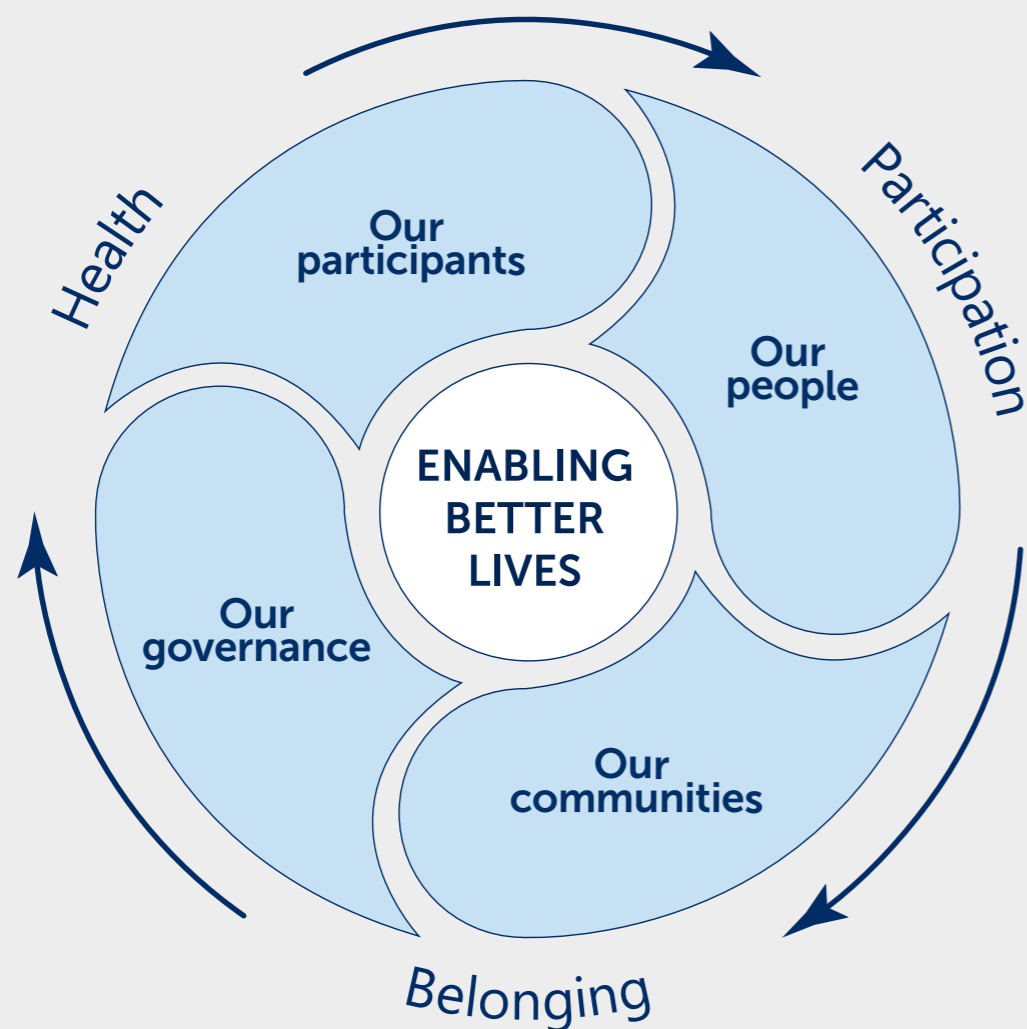 Health
Participation
Our
participants
Our
people
ENABLING
BETTER
LIVES
Our
governance
Our
communities
Belonging